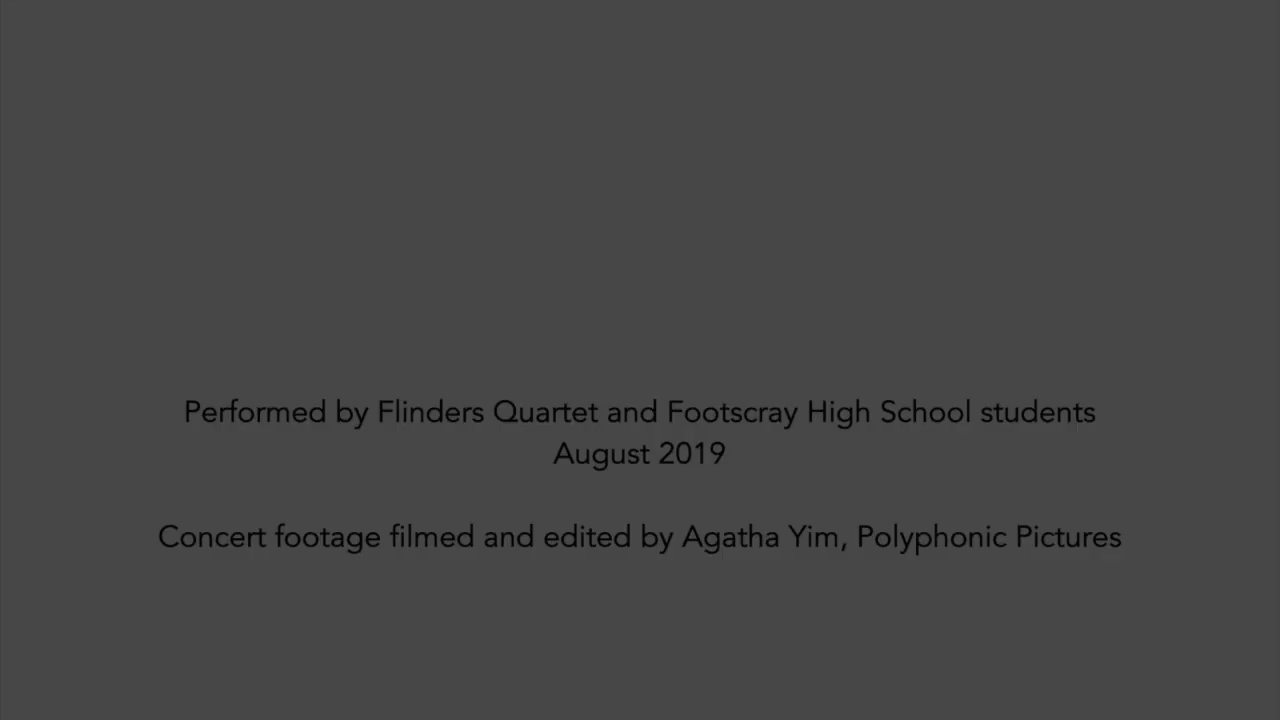 Performed by Flinders Quartet and Footscray High School students
August 2019
Concert footage filmed and edited by Agatha Yim, Polyphonic Pictures